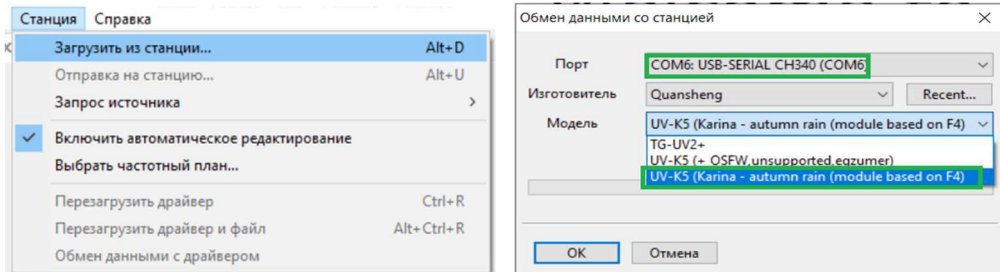 Станция Справка
Загрузить из станции... Alt+D
Отправка на станцию... Alt+U
Запрос источника >
Включить автоматическое редактирование
Выбрать частотный план...
Перезагрузить драйвер Ctrl+R
Перезагрузить драйвер и файл Alt+Ctrl+R
Обмен данными с драйвером
Обмен данными со станцией
Порт COM6: USB-SERIAL CH340 (COM6)
Изготовитель Quansheng Recent...
Модель UV-K5 (Karina - autumn rain (module based on F4)
TG-UV2+
UV-K5 (+ OSFW,unsupported,egzumer)
UV-K5 (Karina - autumn rain (module based on F4)
OK Отмена